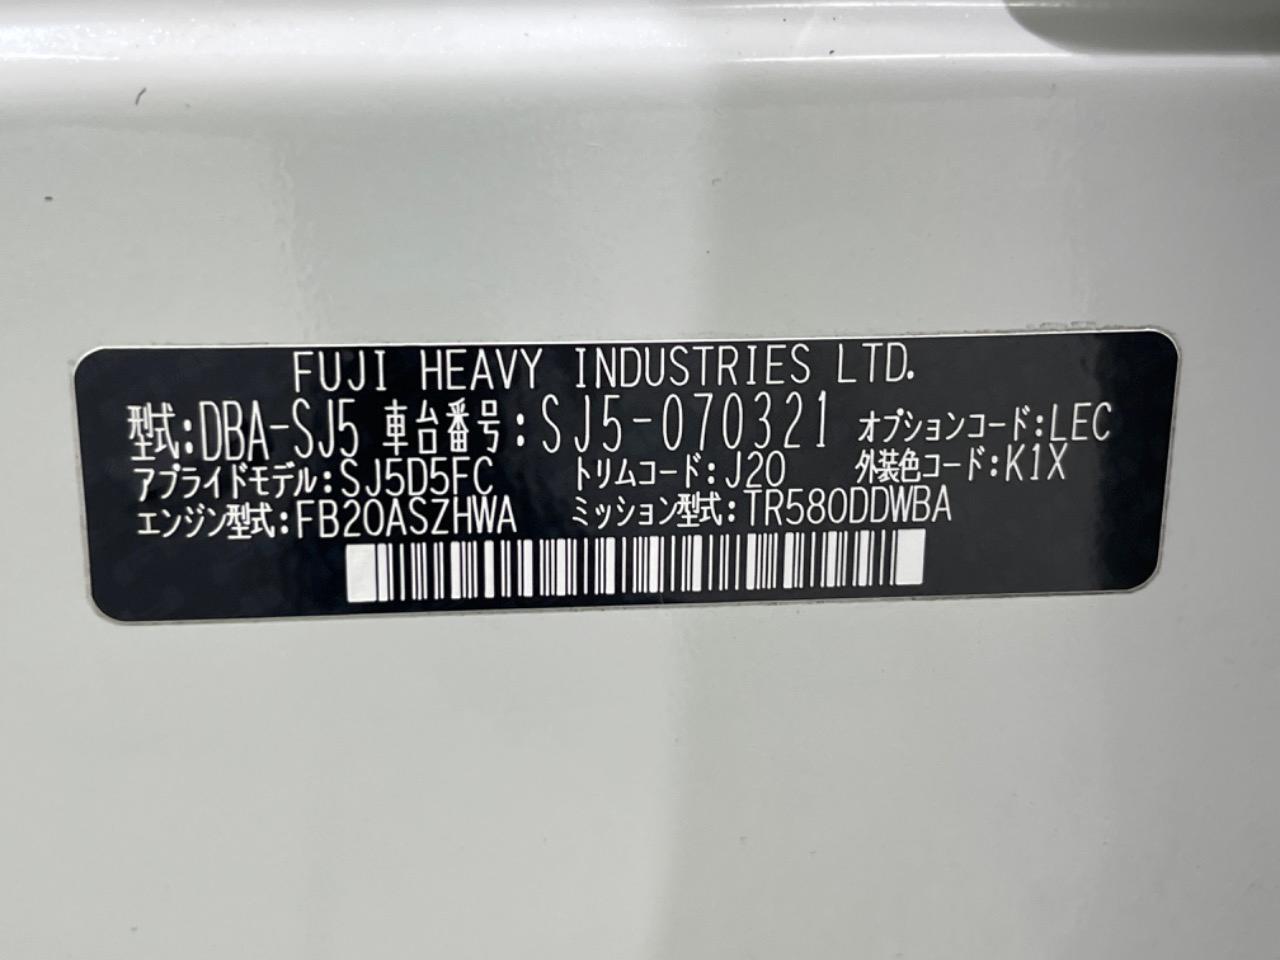 FUJI HEAVY INDUSTRIES LTD.
型式:DBA-SJ5 車台番号:SJ5-070321 オプションコード:LEC
アプライドモデル:SJ5D5FC トリムコード:J20 外装色コード:K1X
エンジン型式:FB20ASZHWA ミッション型式:TR580DDWBA